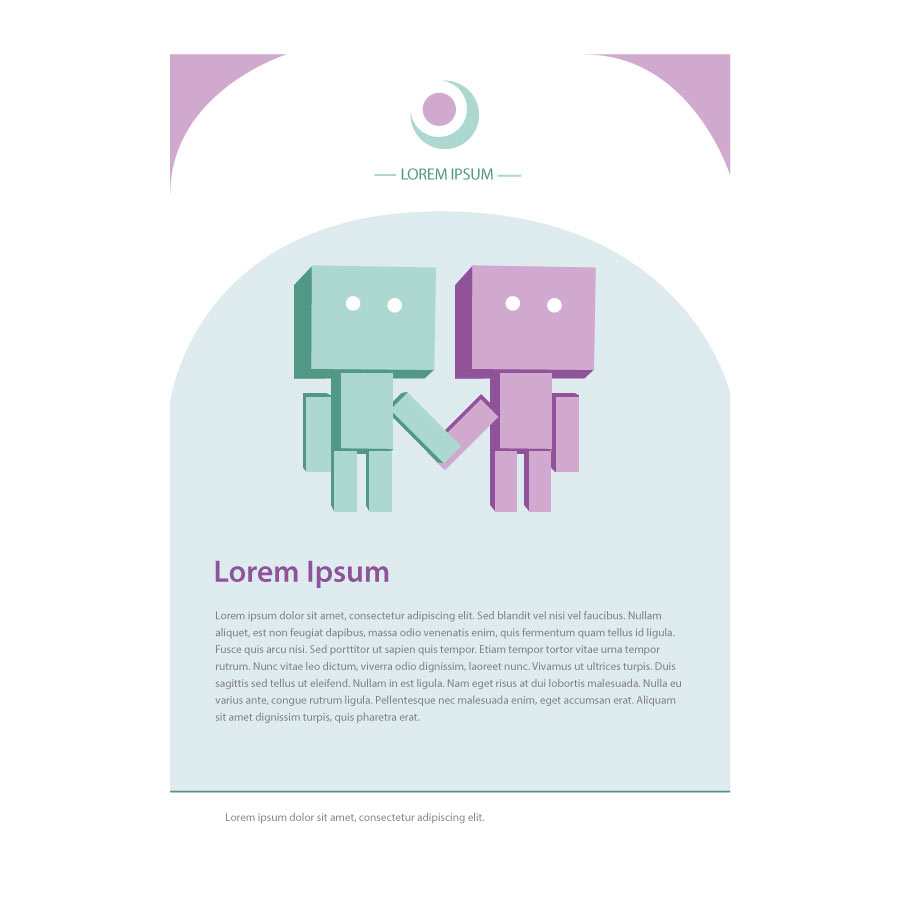 LOREM IPSUM
Lorem Ipsum
Lorem ipsum dolor sit amet, consectetur adipiscing elit. Sed blandit vel nisi vel faucibus. Nullam
aliquet, est non feugiat dapibus, massa odio venenatis enim, quis fermentum quam tellus id ligula.
Fusce quis arcu nisi. Sed porttitor ut sapien quis tempor. Etiam tempor tortor vitae urna tempor
rutrum. Nunc vitae leo dictum, viverra odio dignissim, laoreet nunc. Vivamus ut ultrices turpis. Duis
sagittis sed tellus ut eleifend. Nullam in est ligula. Nam eget risus at dui lobortis malesuada. Nulla eu
varius ante, congue rutrum ligula. Pellentesque nec malesuada enim, eget accumsan erat. Aliquam
sit amet dignissim turpis, quis pharetra erat.
Lorem ipsum dolor sit amet, consectetur adipiscing elit.